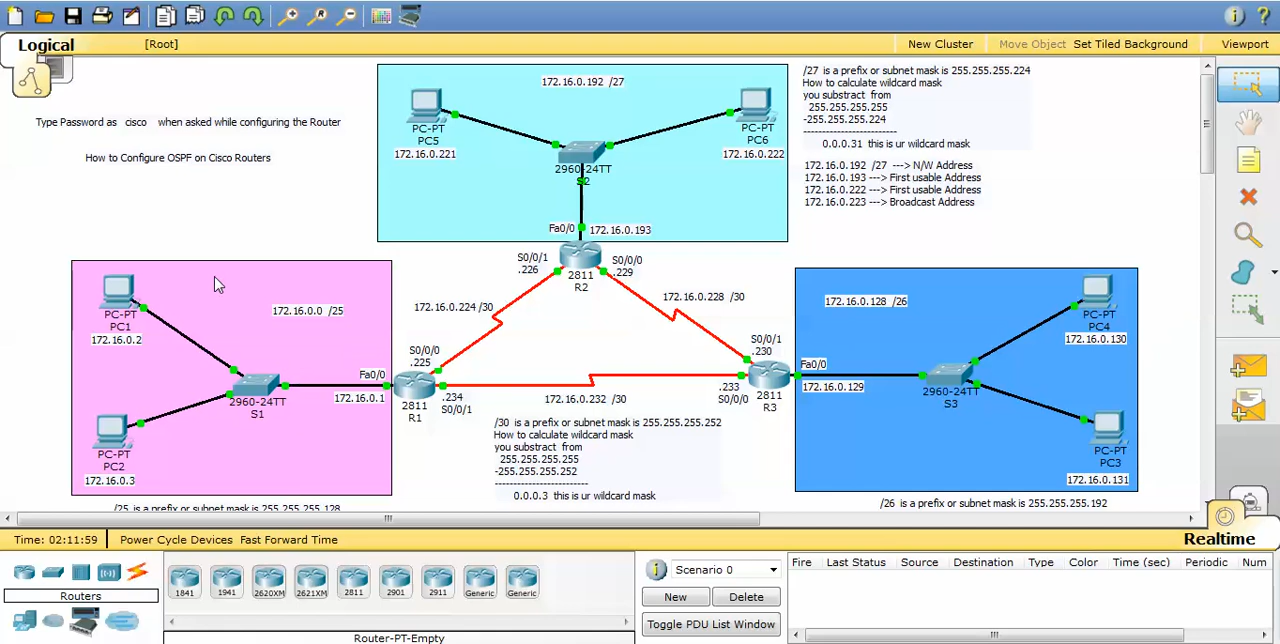 Logical
[Root]
New Cluster
Move Object
Set Tiled Background
Viewport
Type Password as cisco when asked while configuring the Router
How to Configure OSPF on Cisco Routers
172.16.0.192 /27
PC-PT
PC5
172.16.0.221
PC-PT
PC6
172.16.0.222
2960-24TT
S2
Fa0/0
172.16.0.193
S0/0/1
.226
2811
R2
S0/0/0
.229
/27 is a prefix or subnet mask is 255.255.255.224
How to calculate wildcard mask
you substract from
255.255.255.255
-255.255.255.224
--------------------------
0.0.0.31 this is ur wildcard mask
172.16.0.192 /27 ---> N/W Address
172.16.0.193 ---> First usable Address
172.16.0.222 ---> First usable Address
172.16.0.223 ---> Broadcast Address
PC-PT
PC1
172.16.0.2
172.16.0.0 /25
2960-24TT
S1
PC-PT
PC2
172.16.0.3
Fa0/0
172.16.0.1
172.16.0.224 /30
S0/0/0
.225
2811
R1
.234
S0/0/1
172.16.0.228 /30
S0/0/1
.230
172.16.0.232 /30
.233
S0/0/0
2811
R3
Fa0/0
172.16.0.129
172.16.0.128 /26
PC-PT
PC4
172.16.0.130
2960-24TT
S3
PC-PT
PC3
172.16.0.131
/30 is a prefix or subnet mask is 255.255.255.252
How to calculate wildcard mask
you substract from
255.255.255.255
-255.255.255.252
--------------------------
0.0.0.3 this is ur wildcard mask
/25 is a prefix or subnet mask is 255.255.255.128
/26 is a prefix or subnet mask is 255.255.255.192
Realtime
Time: 02:11:59
Power Cycle Devices Fast Forward Time
Routers
1841
1941
2620XM
2621XM
2811
2901
2911
Generic
Generic
Router-PT-Empty
Scenario 0
New
Delete
Toggle PDU List Window
Fire
Last Status
Source
Destination
Type
Color
Time (sec)
Periodic
Num